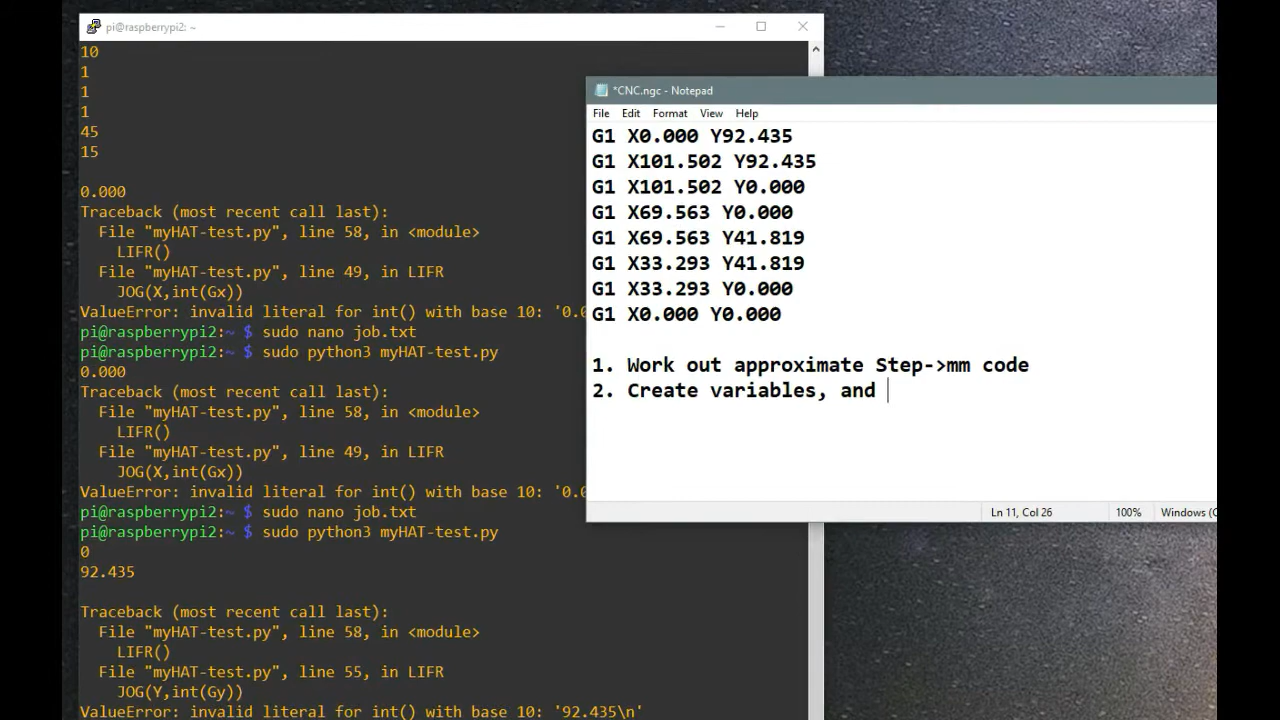 pi@raspberrypi2: ~
10
1
1
1
45
15
0.000
Traceback (most recent call last):
File "myHAT-test.py", line 58, in <module>
LIFR()
File "myHAT-test.py", line 49, in LIFR
JOG(X,int(Gx))
ValueError: invalid literal for int() with base 10: '0.0
pi@raspberrypi2:~ $ sudo nano job.txt
pi@raspberrypi2:~ $ sudo python3 myHAT-test.py
0.000
Traceback (most recent call last):
File "myHAT-test.py", line 58, in <module>
LIFR()
File "myHAT-test.py", line 49, in LIFR
JOG(X,int(Gx))
ValueError: invalid literal for int() with base 10: '0.0
pi@raspberrypi2:~ $ sudo nano job.txt
pi@raspberrypi2:~ $ sudo python3 myHAT-test.py
0
92.435
Traceback (most recent call last):
File "myHAT-test.py", line 58, in <module>
LIFR()
File "myHAT-test.py", line 55, in LIFR
JOG(Y,int(Gy))
ValueError: invalid literal for int() with base 10: '92.435\n'
*CNC.ngc - Notepad
File Edit Format View Help
G1 X0.000 Y92.435
G1 X101.502 Y92.435
G1 X101.502 Y0.000
G1 X69.563 Y0.000
G1 X69.563 Y41.819
G1 X33.293 Y41.819
G1 X33.293 Y0.000
G1 X0.000 Y0.000
1. Work out approximate Step->mm code
2. Create variables, and
Ln 11, Col 26 100% Windows (C